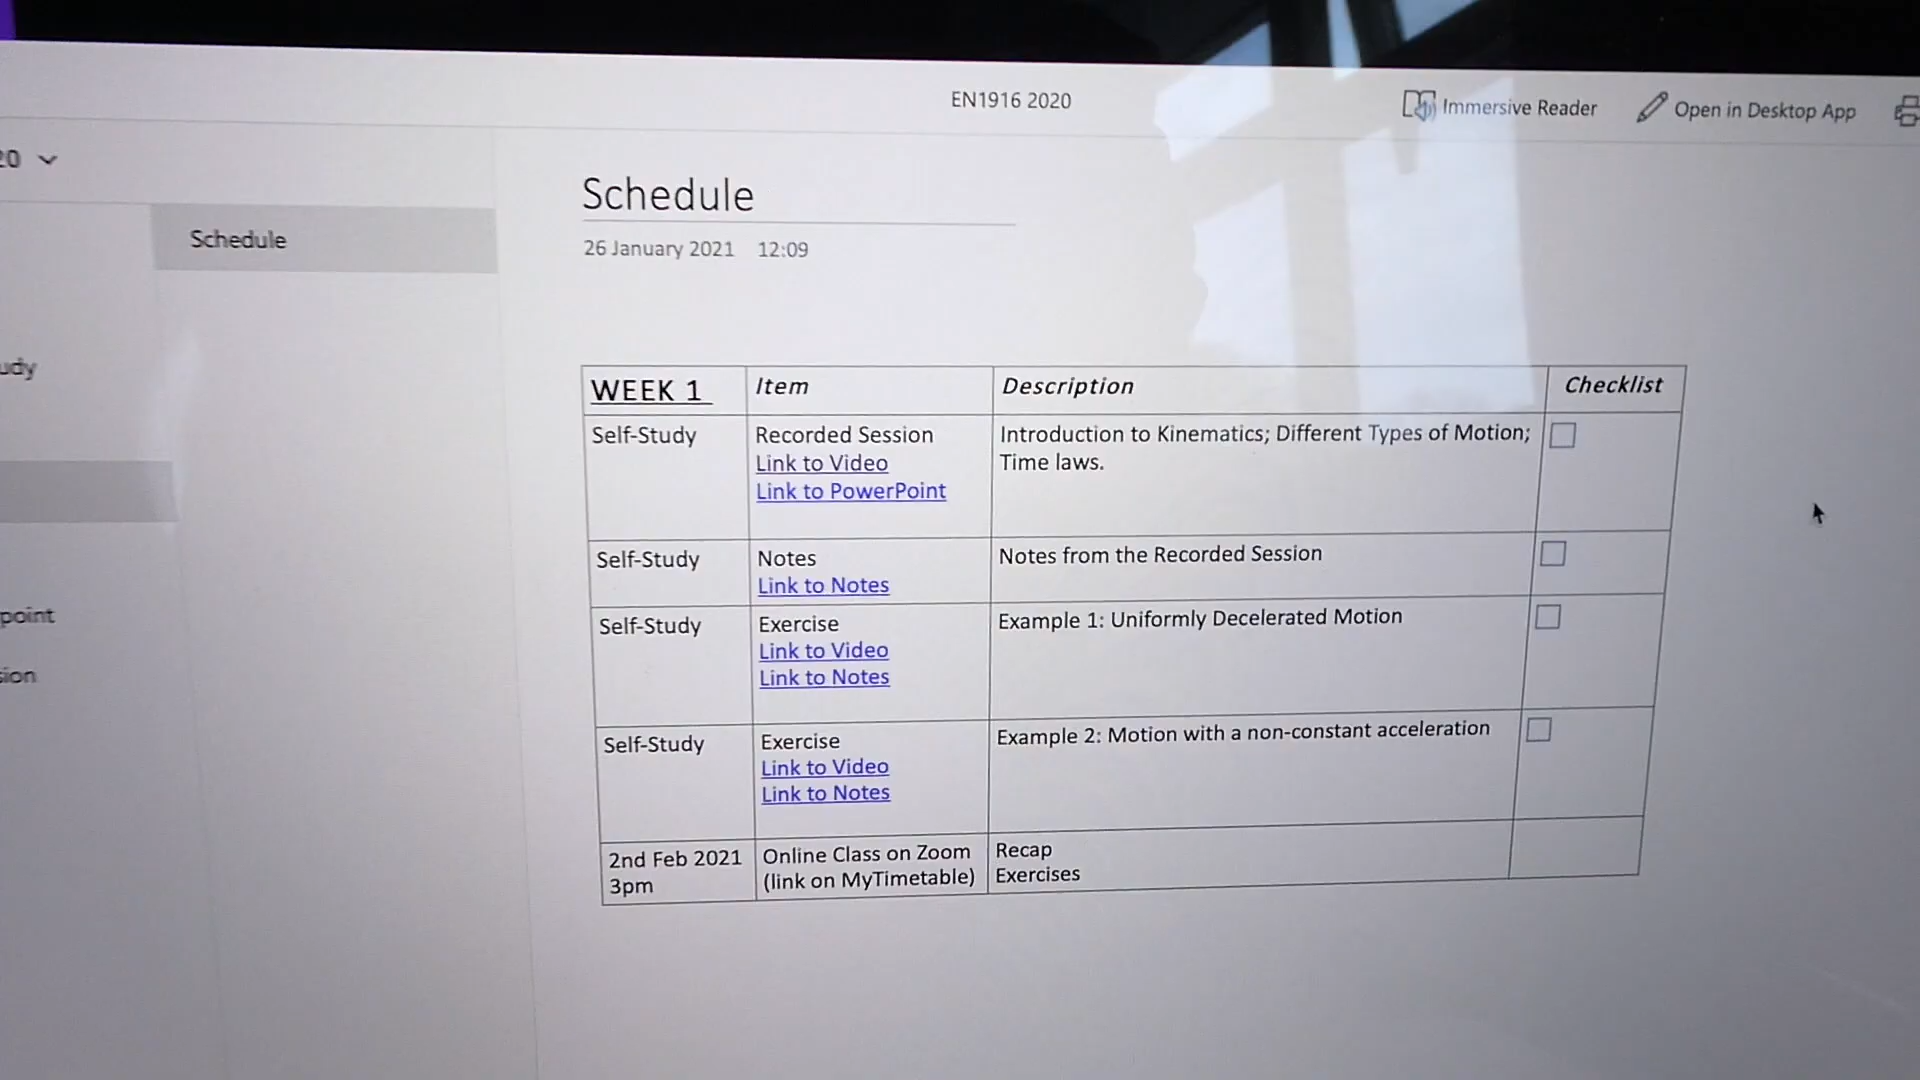 EN1916 2020
Immersive Reader
Open in Desktop App
20
Schedule
Schedule
26 January 2021 12:09
udy
point
sion
WEEK 1 Item Description Checklist
Self-Study Recorded Session Introduction to Kinematics; Different Types of Motion;
Link to Video Time laws.
Link to PowerPoint
Self-Study Notes Notes from the Recorded Session
Link to Notes
Self-Study Exercise Example 1: Uniformly Decelerated Motion
Link to Video
Link to Notes
Self-Study Exercise Example 2: Motion with a non-constant acceleration
Link to Video
Link to Notes
2nd Feb 2021 Online Class on Zoom Recap
3pm (link on MyTimetable) Exercises